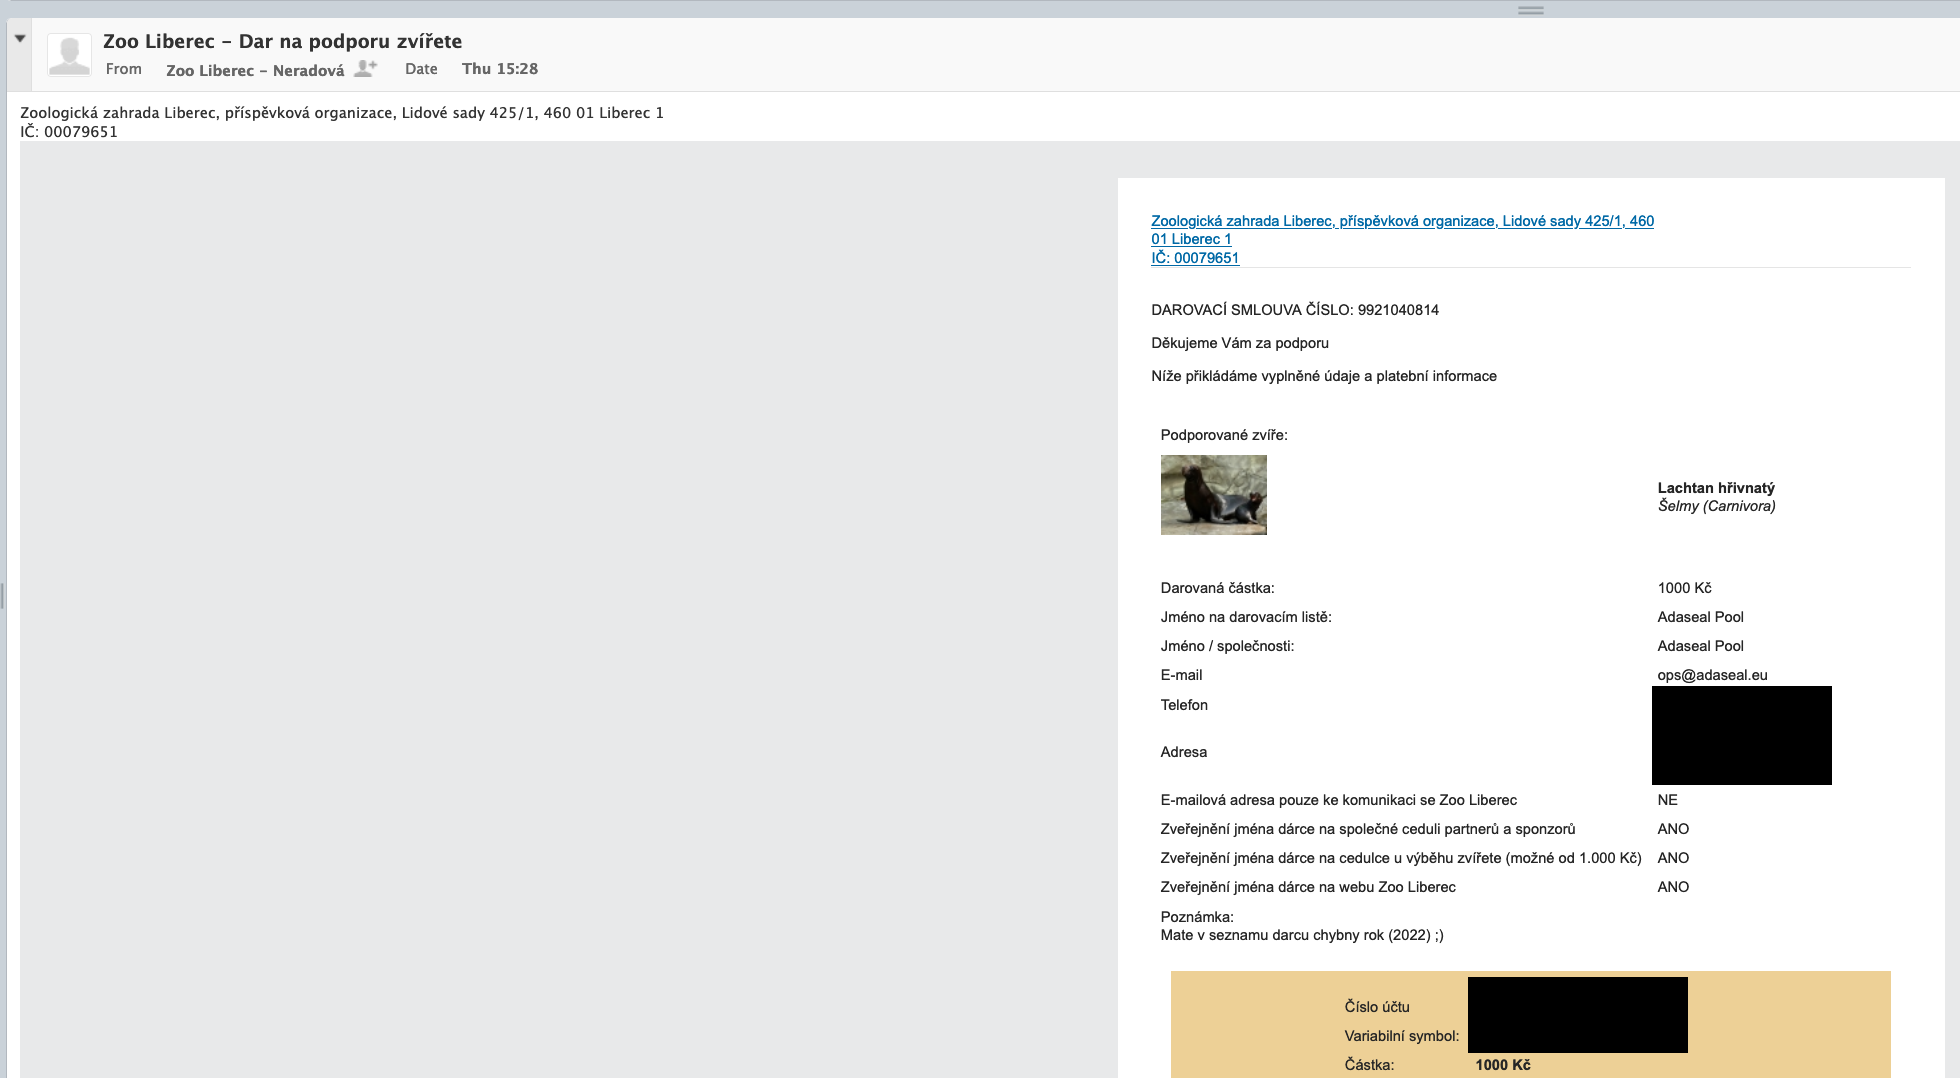 Zoo Liberec – Dar na podporu zvířete
From Zoo Liberec – Neradová Date Thu 15:28
Zoologická zahrada Liberec, příspěvková organizace, Lidové sady 425/1, 460 01 Liberec 1
IČ: 00079651
Zoologická zahrada Liberec, příspěvková organizace, Lidové sady 425/1, 460
01 Liberec 1
IČ: 00079651
DAROVACÍ SMLOUVA ČÍSLO: 9921040814
Děkujeme Vám za podporu
Níže přikládáme vyplněné údaje a platební informace
Podporované zvíře:
Lachtan hřivnatý
Šelmy (Carnivora)
Darovaná částka: 1000 Kč
Jméno na darovacím listě: Adaseal Pool
Jméno / společnosti: Adaseal Pool
E-mail ops@adaseal.eu
Telefon
Adresa
E-mailová adresa pouze ke komunikaci se Zoo Liberec NE
Zveřejnění jména dárce na společné ceduli partnerů a sponzorů ANO
Zveřejnění jména dárce na cedulce u výběhu zvířete (možné od 1.000 Kč) ANO
Zveřejnění jména dárce na webu Zoo Liberec ANO
Poznámka:
Mate v seznamu darcu chybny rok (2022) ;)
Číslo účtu
Variabilní symbol:
Částka: 1000 Kč